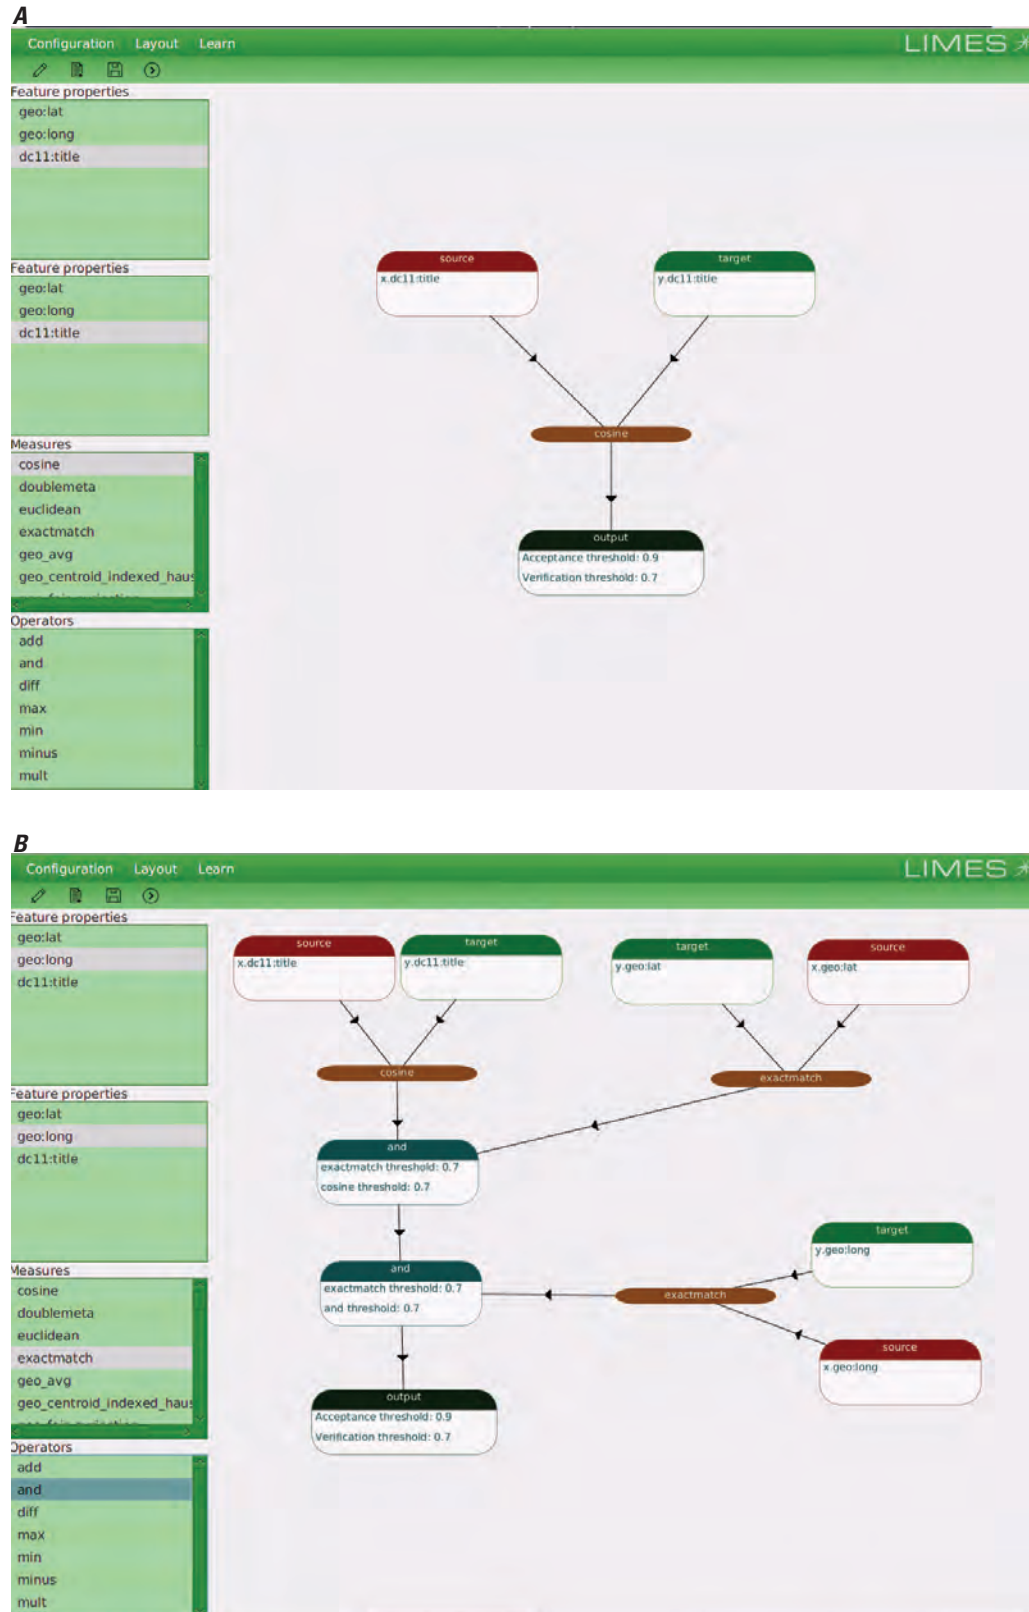 A
Configuration Layout Learn
LIMES
Feature properties
geo:lat
geo:long
dc11:title
Feature properties
geo:lat
geo:long
dc11:title
Measures
cosine
doublemeta
euclidean
exactmatch
geo_avg
geo_centroid_indexed_haus
Operators
add
and
diff
max
min
minus
mult
source
x.dc11:title
target
y.dc11:title
cosine
output
Acceptance threshold: 0.9
Verification threshold: 0.7
B
Configuration Layout Learn
LIMES
Feature properties
geo:lat
geo:long
dc11:title
Feature properties
geo:lat
geo:long
dc11:title
Measures
cosine
doublemeta
euclidean
exactmatch
geo_avg
geo_centroid_indexed_haus
Operators
add
and
diff
max
min
minus
mult
source
x.dc11:title
target
y.dc11:title
target
y.geo:lat
source
x.geo:lat
cosine
exactmatch
and
exactmatch threshold: 0.7
cosine threshold: 0.7
and
exactmatch threshold: 0.7
and threshold: 0.7
target
y.geo:long
exactmatch
source
x.geo:long
output
Acceptance threshold: 0.9
Verification threshold: 0.7